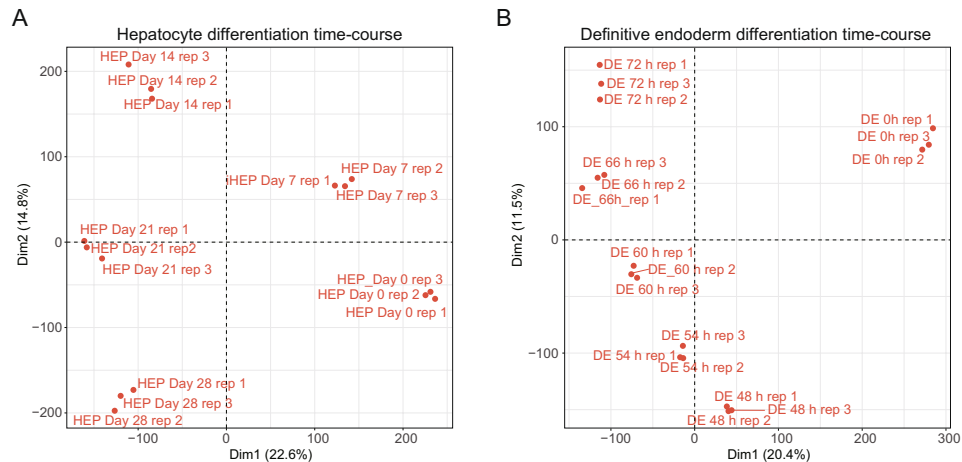 A
Hepatocyte differentiation time-course
HEP Day 14 rep 3
HEP Day 14 rep 2
HEP Day 14 rep 1
HEP Day 7 rep 2
HEP Day 7 rep 1
HEP Day 7 rep 3
HEP Day 21 rep 1
HEP Day 21 rep2
HEP Day 21 rep 3
HEP_Day 0 rep 3
HEP Day 0 rep 2
HEP Day 0 rep 1
HEP Day 28 rep 1
HEP Day 28 rep 3
HEP Day 28 rep 2
200
100
0
−100
−200
Dim2 (14.8%)
−100
0
100
200
Dim1 (22.6%)
B
Definitive endoderm differentiation time-course
DE 72 h rep 1
DE 72 h rep 3
DE 72 h rep 2
DE 0h rep 1
DE 0h rep 3
DE 0h rep 2
DE 66 h rep 3
DE 66 h rep 2
DE_66h_rep 1
DE 60 h rep 1
DE_60 h rep 2
DE 60 h rep 3
DE 54 h rep 3
DE 54 h rep 1
DE 54 h rep 2
DE 48 h rep 1
DE 48 h rep 3
DE 48 h rep 2
100
0
−100
Dim2 (11.5%)
−100
0
100
200
300
Dim1 (20.4%)